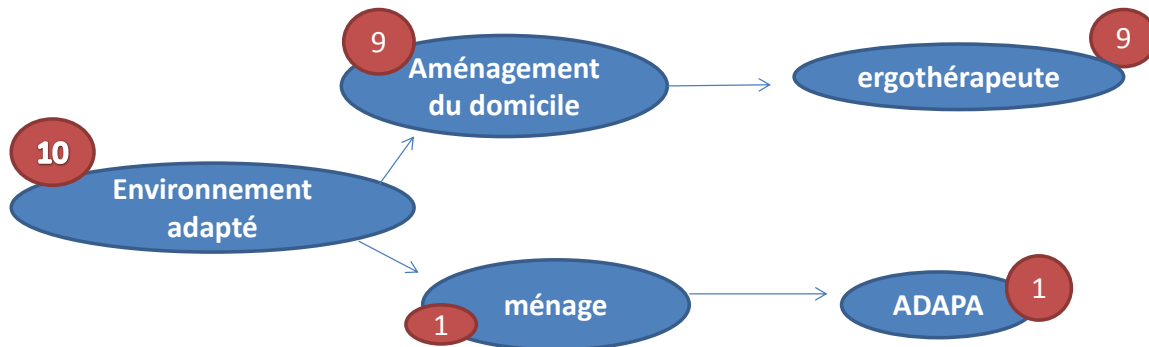 9
Aménagement
du domicile
9
ergothérapeute
10
Environnement
adapté
ménage
1
ADAPA
1